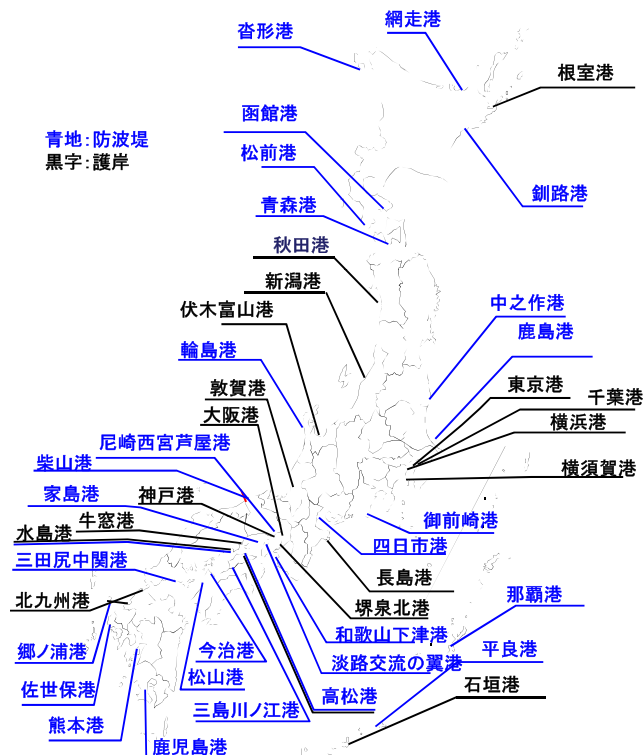 沓形港
網走港
根室港
函館港
青地：防波堤
黒字：護岸
松前港
釧路港
青森港
秋田港
新潟港
伏木富山港
中之作港
鹿島港
輪島港
敦賀港
東京港
千葉港
大阪港
横浜港
尼崎西宮芦屋港
柴山港
横須賀港
家島港
神戸港
牛窓港
御前崎港
水島港
四日市港
三田尻中関港
長島港
北九州港
堺泉北港
那覇港
和歌山下津港
郷ノ浦港
今治港
淡路交流の翼港
平良港
佐世保港
松山港
高松港
石垣港
三島川ノ江港
熊本港
鹿児島港